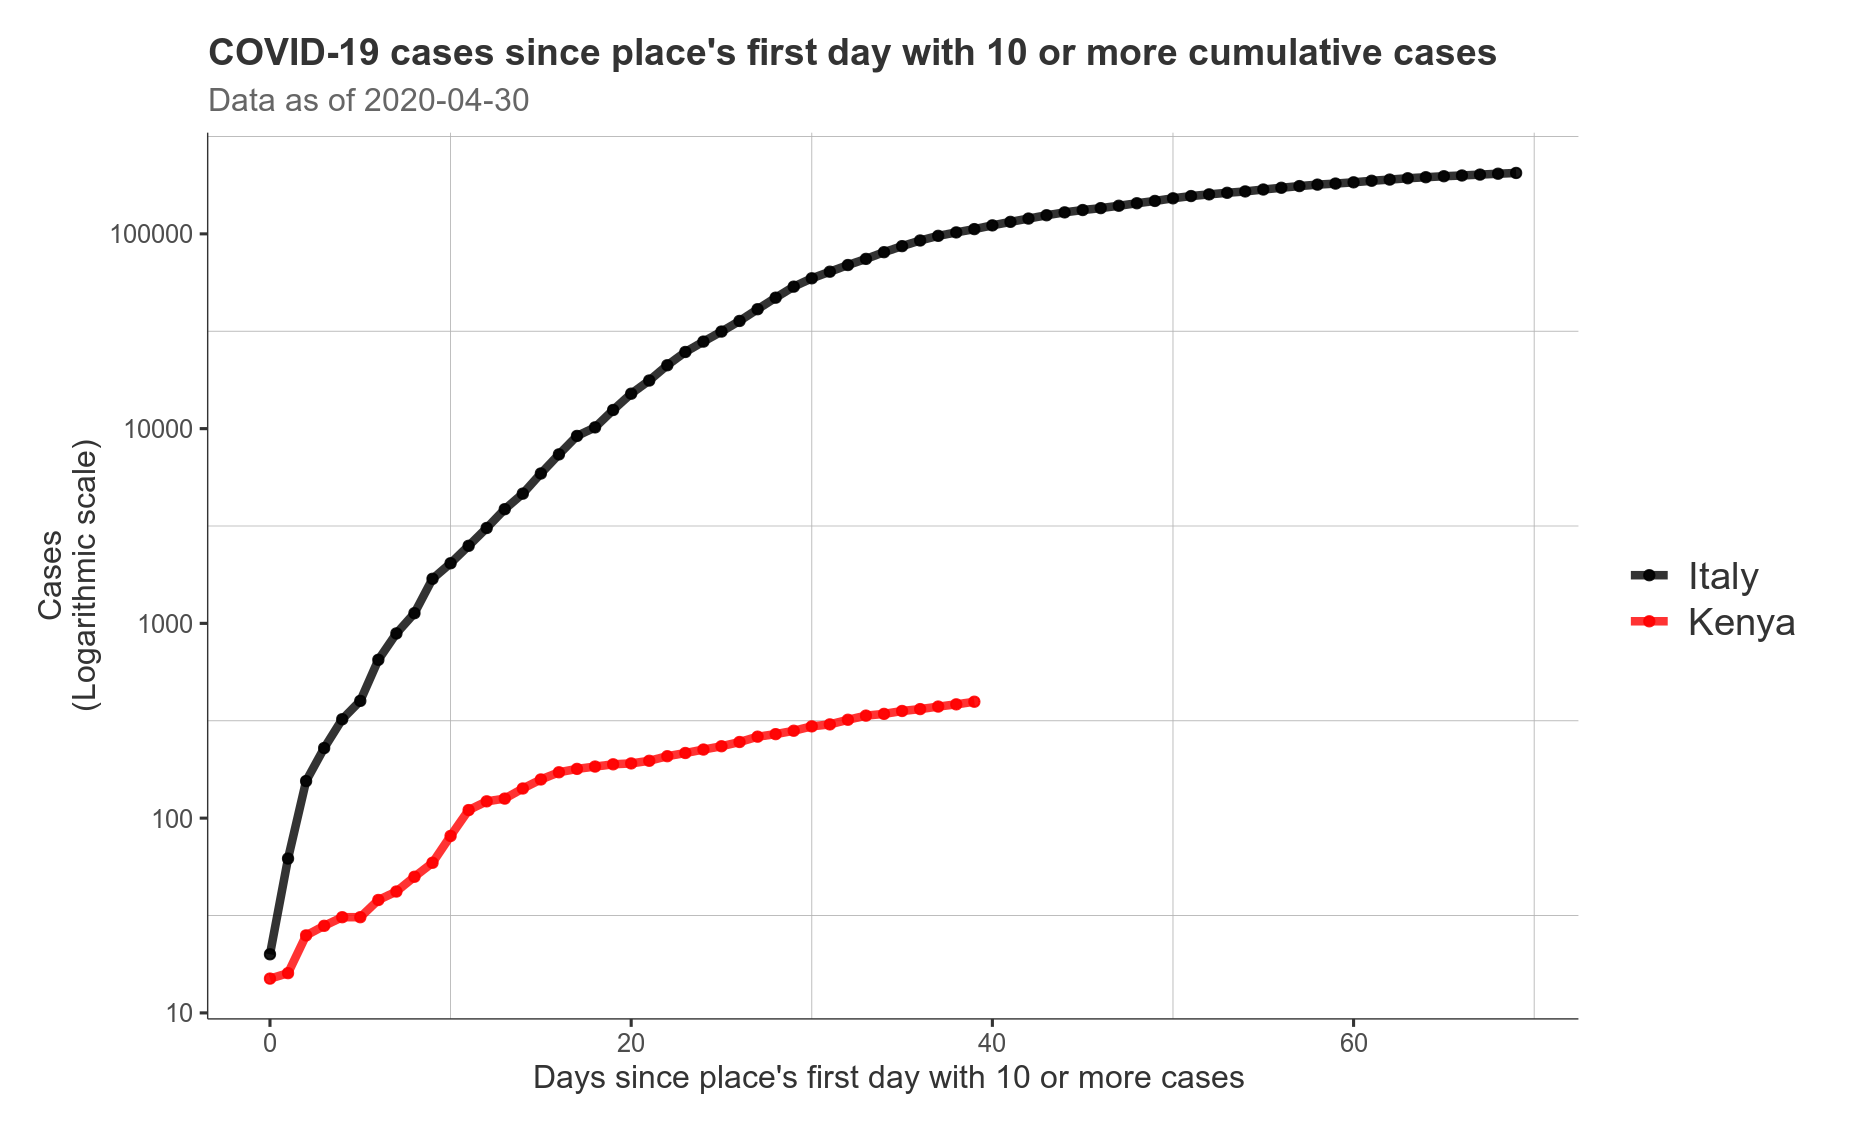 COVID-19 cases since place's first day with 10 or more cumulative cases
Data as of 2020-04-30
Cases
(Logarithmic scale)
100000
10000
1000
100
10
0
20
40
60
Days since place's first day with 10 or more cases
Italy
Kenya